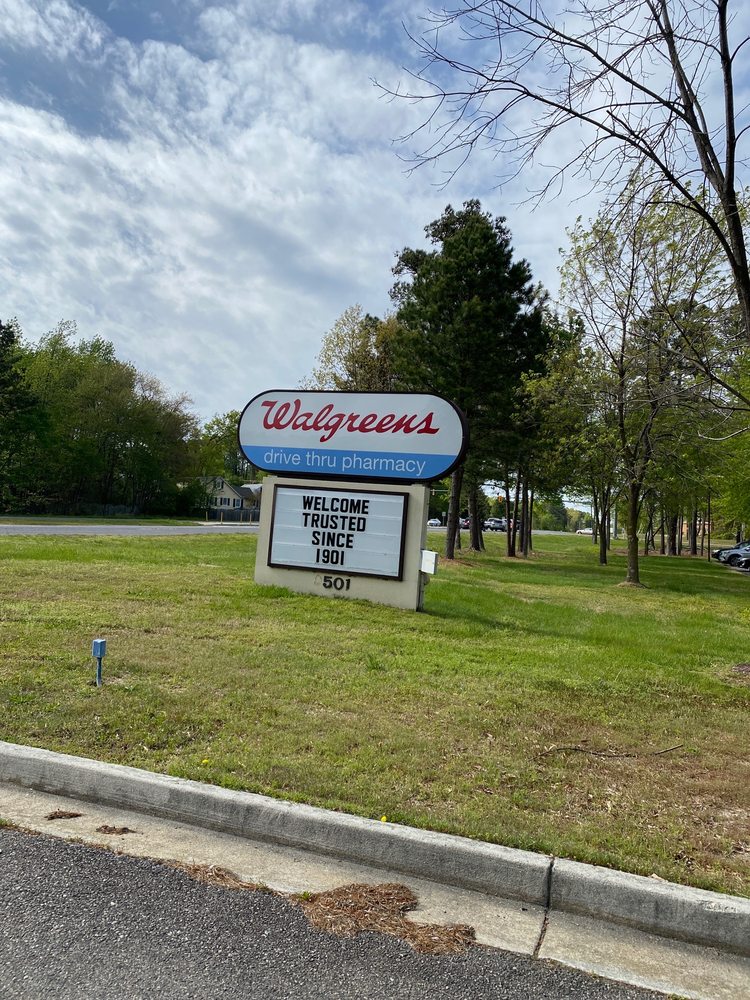 Walgreens
drive thru pharmacy
WELCOME
TRUSTED
SINCE
1901
501